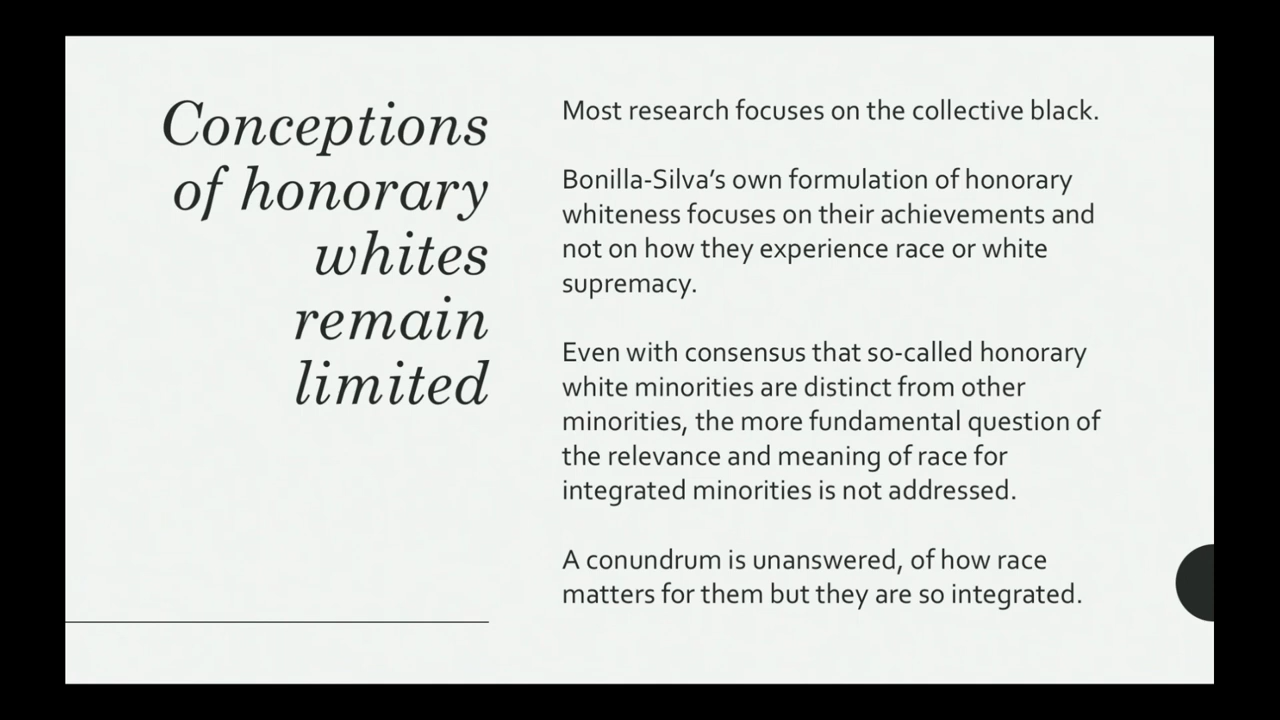 Conceptions
of honorary
whites
remain
limited
Most research focuses on the collective black.
Bonilla-Silva’s own formulation of honorary
whiteness focuses on their achievements and
not on how they experience race or white
supremacy.
Even with consensus that so-called honorary
white minorities are distinct from other
minorities, the more fundamental question of
the relevance and meaning of race for
integrated minorities is not addressed.
A conundrum is unanswered, of how race
matters for them but they are so integrated.